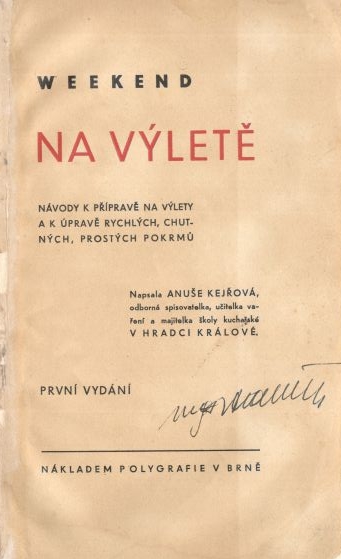 WEEKEND
NA VÝLETĚ
NÁVODY K PŘÍPRAVĚ NA VÝLETY
A K ÚPRAVĚ RYCHLÝCH, CHUT-
NÝCH, PROSTÝCH POKRMŮ
Napsala ANUŠE KEJŘOVÁ,
odborná spisovatelka, učitelka va-
ření a majitelka školy kuchařské
V HRADCI KRÁLOVÉ.
PRVNÍ VYDÁNÍ
NÁKLADEM POLYGRAFIE V BRNĚ